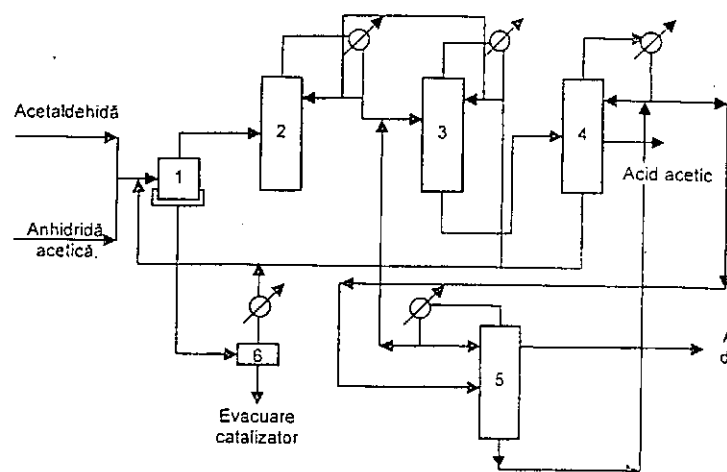 Acetaldehidă
Anhidridă
acetică.
1
2
3
4
Acid acetic
5
6
A
d
Evacuare
catalizator